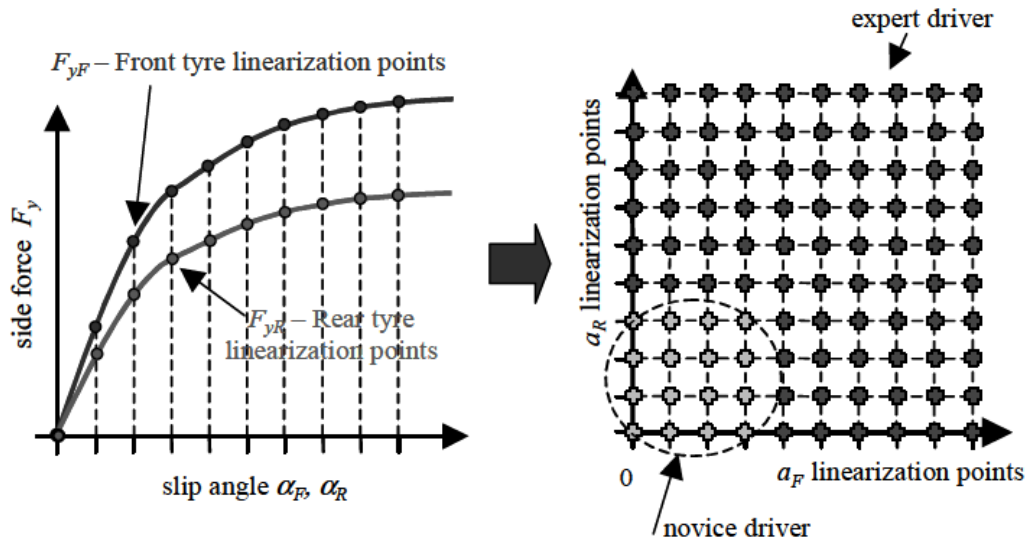 F_yF – Front tyre linearization points
side force F_y
F_yR – Rear tyre
linearization points
slip angle α_F, α_R
expert driver
a_R linearization points
0
a_F linearization points
novice driver